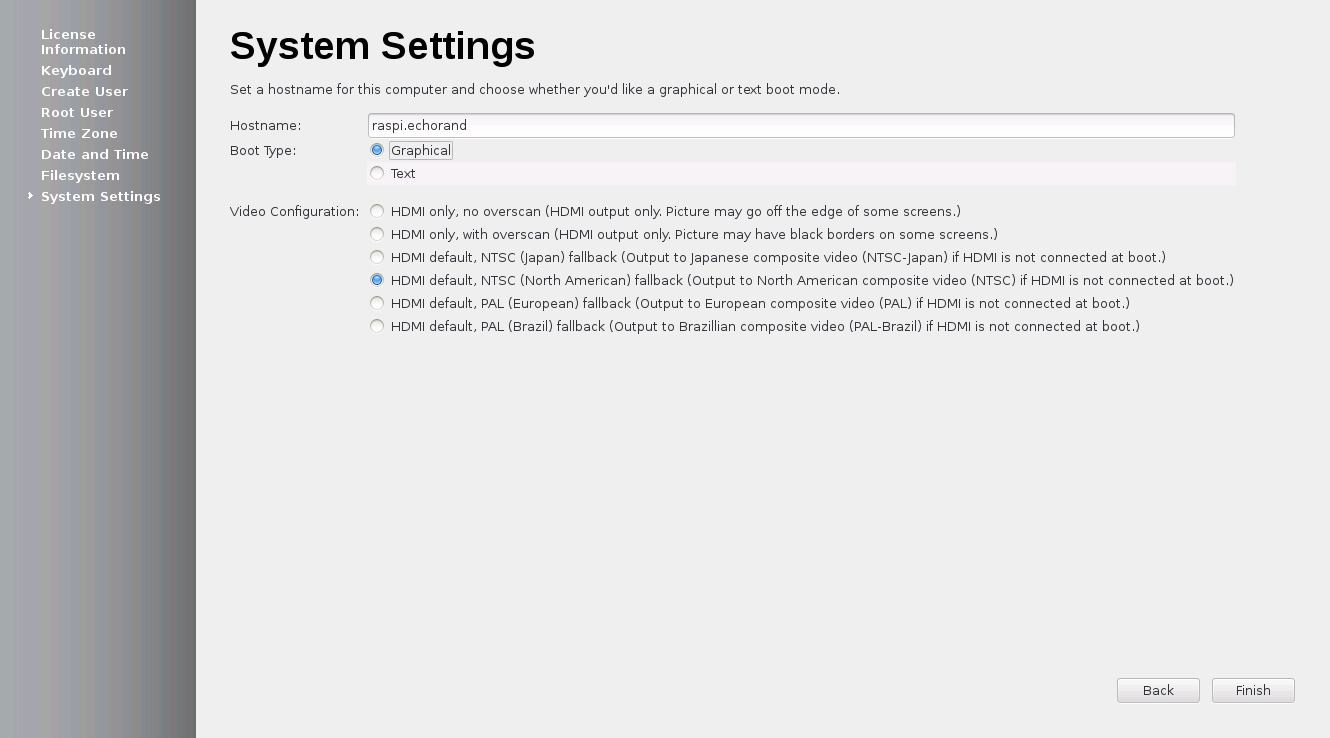 License
Information
Keyboard
Create User
Root User
Time Zone
Date and Time
Filesystem
System Settings
System Settings
Set a hostname for this computer and choose whether you'd like a graphical or text boot mode.
Hostname: raspi.echorand
Boot Type: Graphical
Text
Video Configuration: HDMI only, no overscan (HDMI output only. Picture may go off the edge of some screens.)
HDMI only, with overscan (HDMI output only. Picture may have black borders on some screens.)
HDMI default, NTSC (Japan) fallback (Output to Japanese composite video (NTSC-Japan) if HDMI is not connected at boot.)
HDMI default, NTSC (North American) fallback (Output to North American composite video (NTSC) if HDMI is not connected at boot.)
HDMI default, PAL (European) fallback (Output to European composite video (PAL) if HDMI is not connected at boot.)
HDMI default, PAL (Brazil) fallback (Output to Brazillian composite video (PAL-Brazil) if HDMI is not connected at boot.)
Back Finish